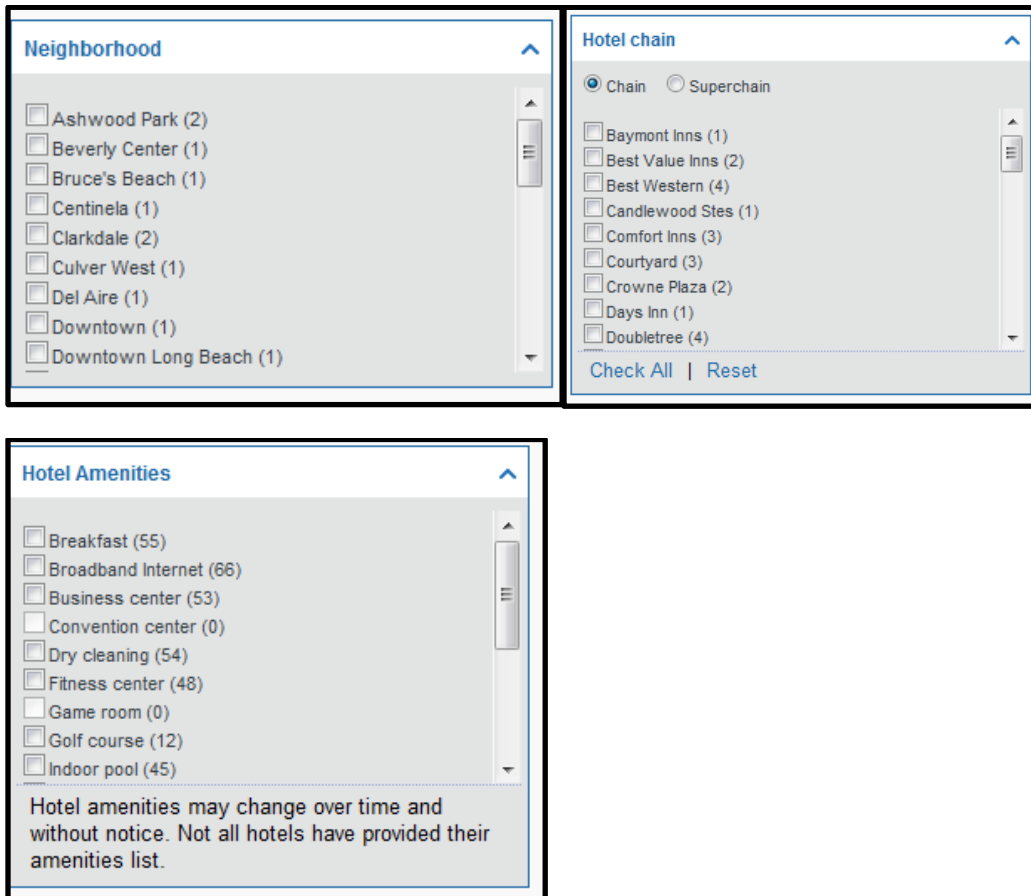 Neighborhood
Ashwood Park (2)
Beverly Center (1)
Bruce's Beach (1)
Centinela (1)
Clarkdale (2)
Culver West (1)
Del Aire (1)
Downtown (1)
Downtown Long Beach (1)
Hotel chain
Chain Superchain
Baymont Inns (1)
Best Value Inns (2)
Best Western (4)
Candlewood Stes (1)
Comfort Inns (3)
Courtyard (3)
Crowne Plaza (2)
Days Inn (1)
Doubletree (4)
Check All | Reset
Hotel Amenities
Breakfast (55)
Broadband Internet (66)
Business center (53)
Convention center (0)
Dry cleaning (54)
Fitness center (48)
Game room (0)
Golf course (12)
Indoor pool (45)
Hotel amenities may change over time and
without notice. Not all hotels have provided their
amenities list.